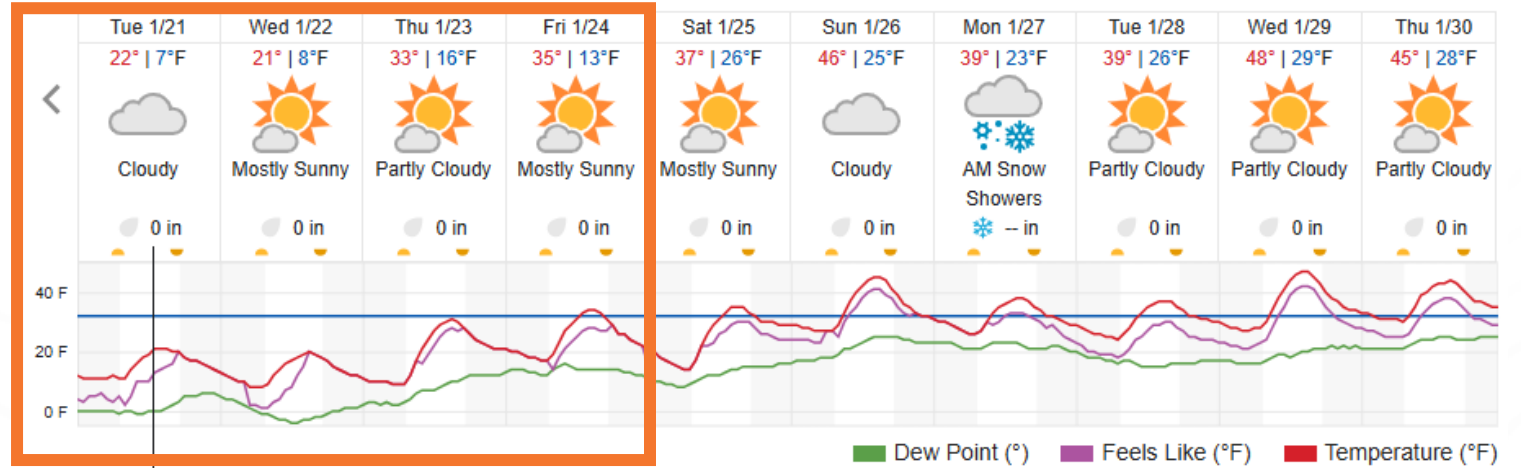 Tue 1/21 Wed 1/22 Thu 1/23 Fri 1/24 Sat 1/25 Sun 1/26 Mon 1/27 Tue 1/28 Wed 1/29 Thu 1/30
22° | 7°F 21° | 8°F 33° | 16°F 35° | 13°F 37° | 26°F 46° | 25°F 39° | 23°F 39° | 26°F 48° | 29°F 45° | 28°F
Cloudy Mostly Sunny Partly Cloudy Mostly Sunny Mostly Sunny Cloudy AM Snow Partly Cloudy Partly Cloudy Partly Cloudy
Showers
0 in 0 in 0 in 0 in 0 in 0 in -- in 0 in 0 in 0 in
40 F
20 F
0 F
Dew Point (°) Feels Like (°F) Temperature (°F)